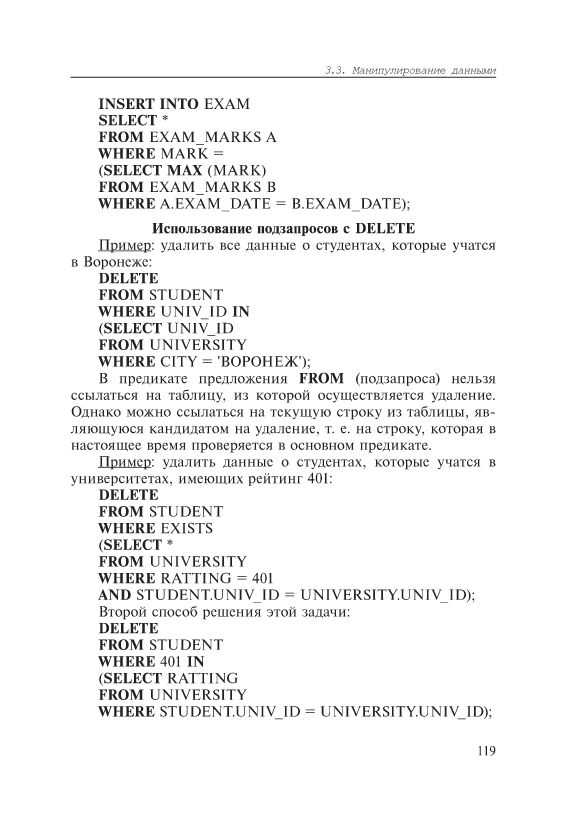 3.3. Манипулирование данными
INSERT INTO EXAM
SELECT *
FROM EXAM_MARKS A
WHERE MARK =
(SELECT MAX (MARK)
FROM EXAM_MARKS B
WHERE A.EXAM_DATE = B.EXAM_DATE);
Использование подзапросов с DELETE
Пример: удалить все данные о студентах, которые учатся
в Воронеже:
DELETE
FROM STUDENT
WHERE UNIV_ID IN
(SELECT UNIV_ID
FROM UNIVERSITY
WHERE CITY = 'ВОРОНЕЖ');
В предикате предложения FROM (подзапроса) нельзя
ссылаться на таблицу, из которой осуществляется удаление.
Однако можно ссылаться на текущую строку из таблицы, яв-
ляющуюся кандидатом на удаление, т. е. на строку, которая в
настоящее время проверяется в основном предикате.
Пример: удалить данные о студентах, которые учатся в
университетах, имеющих рейтинг 401:
DELETE
FROM STUDENT
WHERE EXISTS
(SELECT *
FROM UNIVERSITY
WHERE RATTING = 401
AND STUDENT.UNIV_ID = UNIVERSITY.UNIV_ID);
Второй способ решения этой задачи:
DELETE
FROM STUDENT
WHERE 401 IN
(SELECT RATTING
FROM UNIVERSITY
WHERE STUDENT.UNIV_ID = UNIVERSITY.UNIV_ID);
119